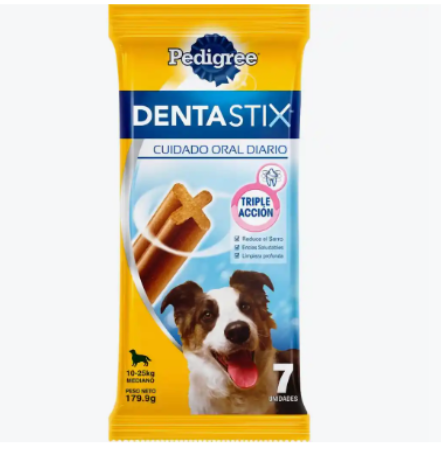 Pedigree
DENTASTIX
CUIDADO ORAL DIARIO
TRIPLE
ACCIÓN
Reduce el Sarro
Encías Saludables
Limpieza profunda
10-25kg
MEDIANO
PESO NETO
179.9g
7
UNIDADES